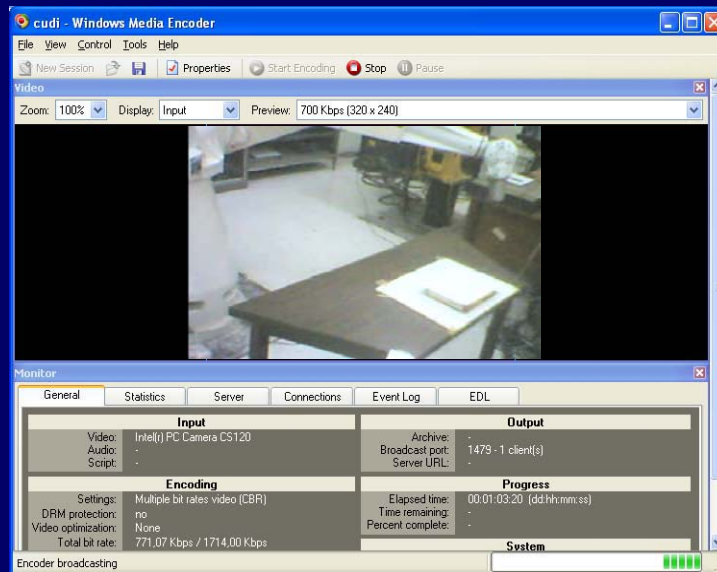 cudi - Windows Media Encoder
File View Control Tools Help
New Session Properties Start Encoding Stop Pause
Video
Zoom: 100% Display: Input Preview: 700 Kbps (320 x 240)
Monitor
General Statistics Server Connections Event Log EDL
Input
Video: Intel(r) PC Camera CS120
Audio: -
Script: -
Output
Archive: -
Broadcast port: 1479 - 1 client(s)
Server URL: -
Encoding
Settings: Multiple bit rates video (CBR)
DRM protection: no
Video optimization: None
Total bit rate: 771,07 Kbps / 1714,00 Kbps
Progress
Elapsed time: 00:01:03:20 (dd:hh:mm:ss)
Time remaining: -
Percent complete: -
System
Encoder broadcasting